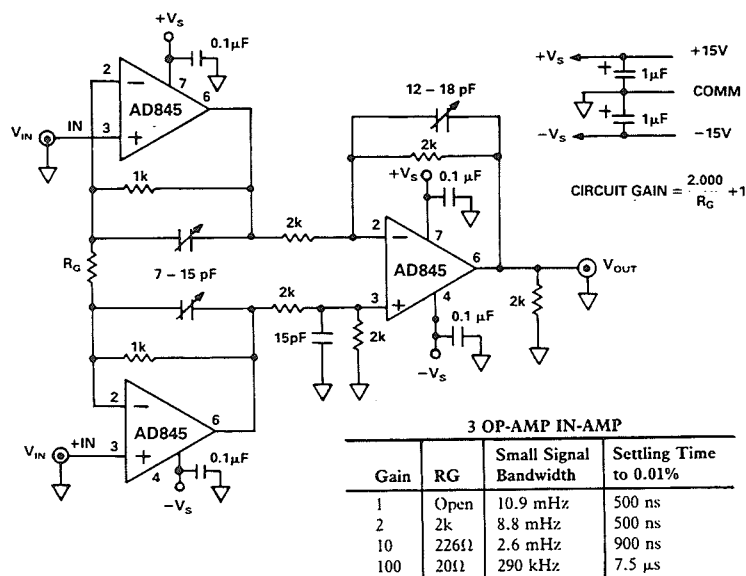 +VS
0.1µF
2
7
6
AD845
3
VIN
IN
1k
RG
7 – 15 pF
2k
2k
15pF
2k
12 – 18 pF
2k
+VS
0.1 µF
2
7
6
AD845
3
4
0.1 µF
–VS
VOUT
2k
+VS
+15V
+
1µF
COMM
+
1µF
–VS
–15V
CIRCUIT GAIN = 2.000 / RG +1
1k
2
6
AD845
VIN
+IN
3
4
0.1µF
–VS
3 OP-AMP IN-AMP
Gain RG Small Signal Bandwidth Settling Time to 0.01%
1 Open 10.9 mHz 500 ns
2 2k 8.8 mHz 500 ns
10 226Ω 2.6 mHz 900 ns
100 20Ω 290 kHz 7.5 µs